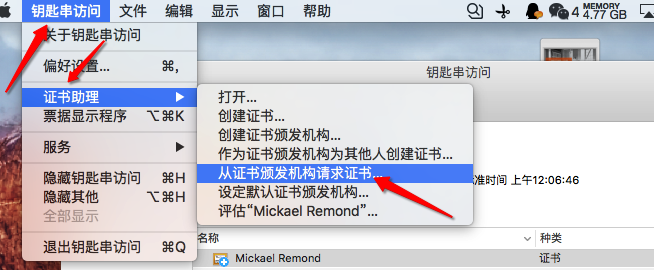 钥匙串访问 文件 编辑 显示 窗口 帮助 4 MEMORY 4.77 GB
关于钥匙串访问
偏好设置... ⌘,
证书助理 ▶
票据显示程序 ⌥⌘K
服务 ▶
隐藏钥匙串访问 ⌘H
隐藏其他 ⌥⌘H
全部显示
退出钥匙串访问 ⌘Q
打开...
创建证书...
创建证书颁发机构...
作为证书颁发机构为其他人创建证书...
从证书颁发机构请求证书...
设定默认证书颁发机构...
评估“Mickael Remond”...
钥匙串访问
准时间 上午12:06:46
名称 种类
Mickael Remond 证书